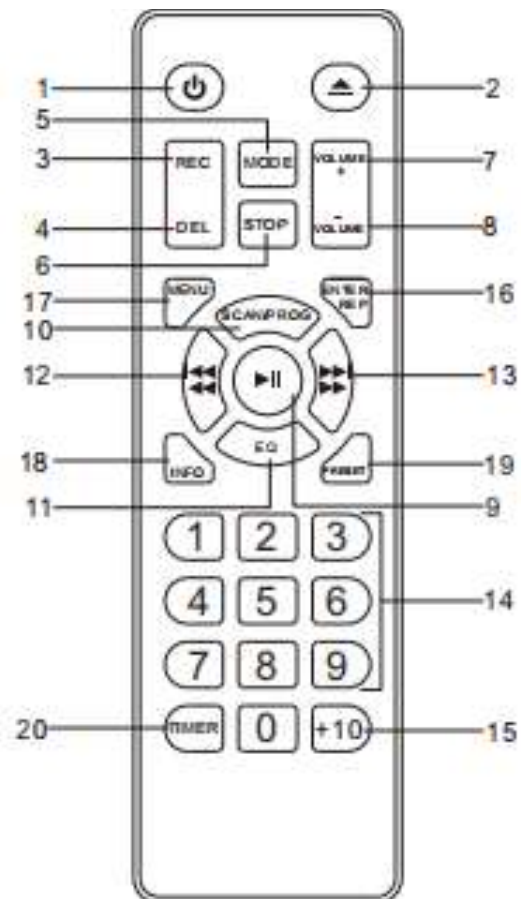 1 2
5
3 REC MODE VOLUME + 7
4 DEL STOP − VOLUME 8
6
17 MENU ENTER REP 16
10 SCAN/PROG
12 13
EQ
18 INFO PRESET 19
11 9
1 2 3
4 5 6 14
7 8 9
20 TIMER 0 +10 15